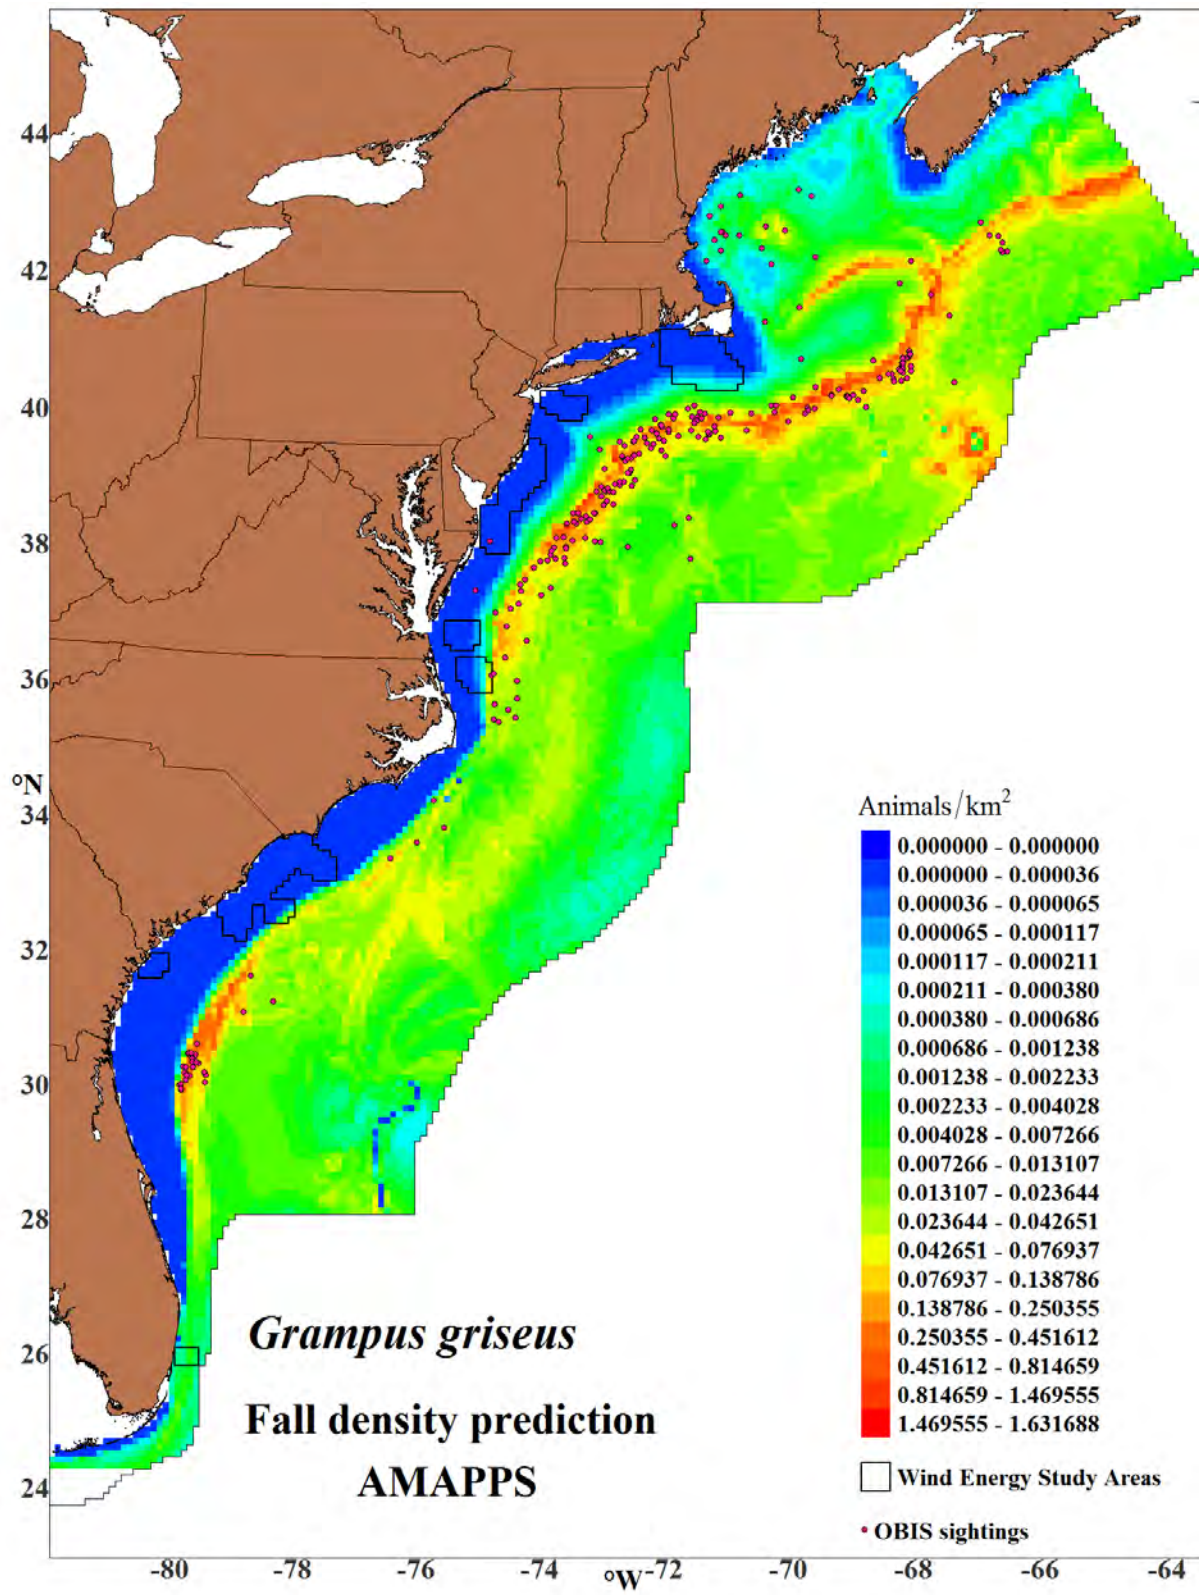 44
42
40
38
36
°N
34
32
30
28
26
24
Animals/km²
0.000000 - 0.000000
0.000000 - 0.000036
0.000036 - 0.000065
0.000065 - 0.000117
0.000117 - 0.000211
0.000211 - 0.000380
0.000380 - 0.000686
0.000686 - 0.001238
0.001238 - 0.002233
0.002233 - 0.004028
0.004028 - 0.007266
0.007266 - 0.013107
0.013107 - 0.023644
0.023644 - 0.042651
0.042651 - 0.076937
0.076937 - 0.138786
0.138786 - 0.250355
0.250355 - 0.451612
0.451612 - 0.814659
0.814659 - 1.469555
1.469555 - 1.631688
Wind Energy Study Areas
OBIS sightings
Grampus griseus
Fall density prediction
AMAPPS
-80 -78 -76 -74 °W -72 -70 -68 -66 -64